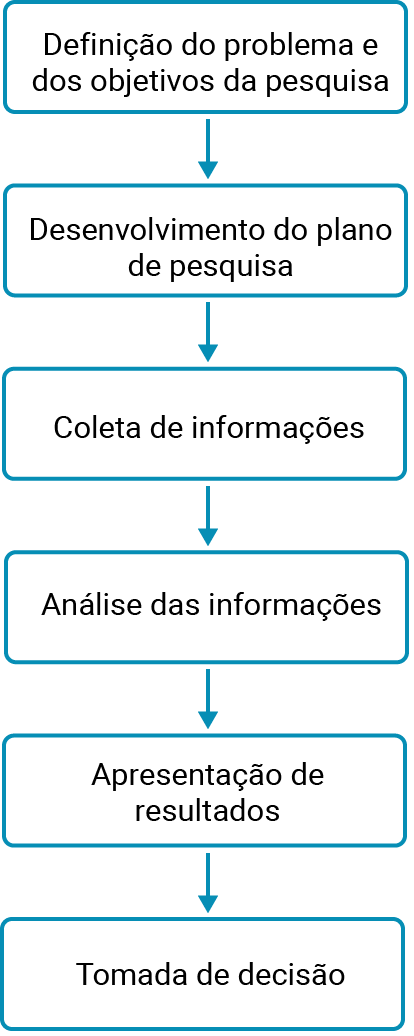 Definição do problema e
dos objetivos da pesquisa
Desenvolvimento do plano
de pesquisa
Coleta de informações
Análise das informações
Apresentação de
resultados
Tomada de decisão